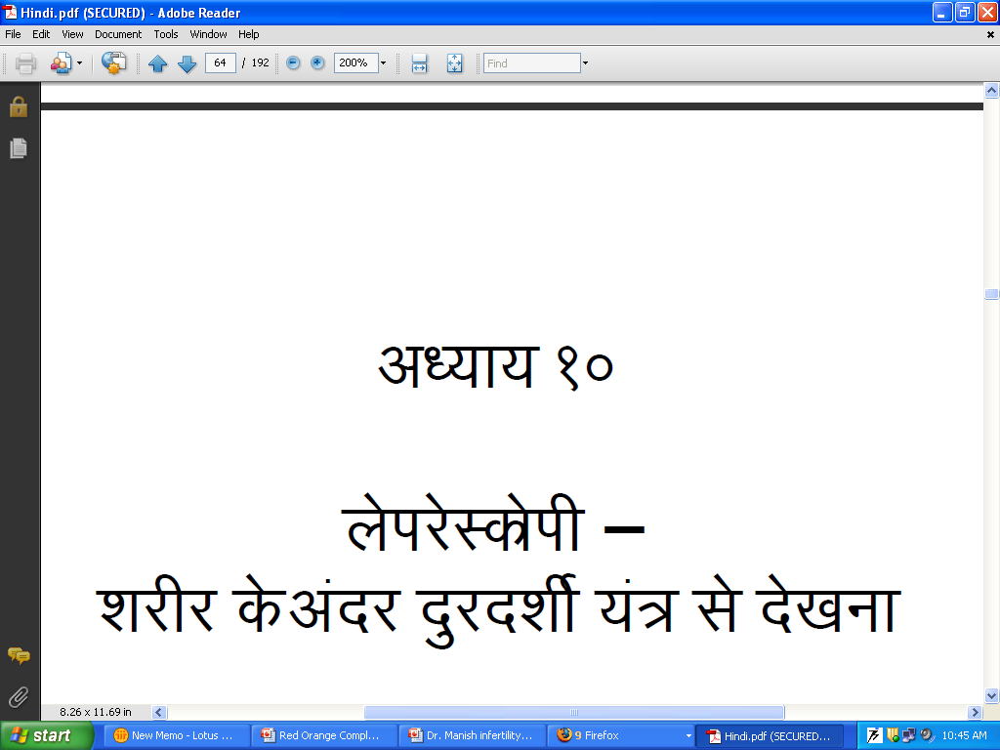 Hindi.pdf (SECURED) - Adobe Reader
File Edit View Document Tools Window Help
64 / 192 200% Find
अध्याय १०
लेपरेस्कोपी –
शरीर के अंदर दुरदर्शी यंत्र से देखना
8.26 x 11.69 in
start New Memo - Lotus ... Red Orange Compl... Dr. Manish infertility... 9 Firefox Hindi.pdf (SECURED... 10:45 AM